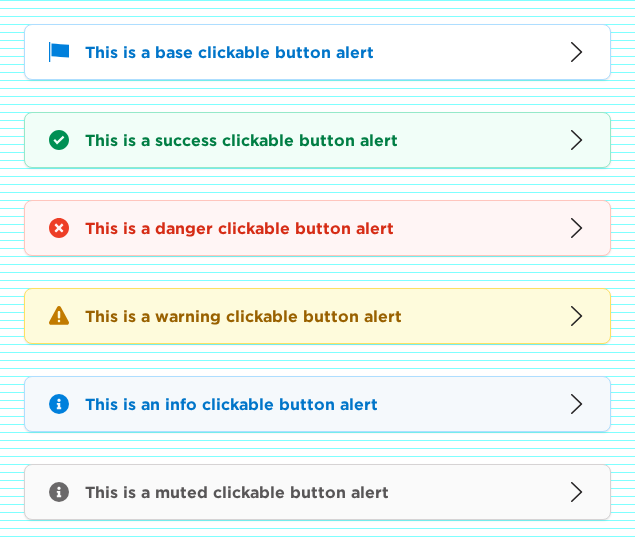 This is a base clickable button alert
This is a success clickable button alert
This is a danger clickable button alert
This is a warning clickable button alert
This is an info clickable button alert
This is a muted clickable button alert